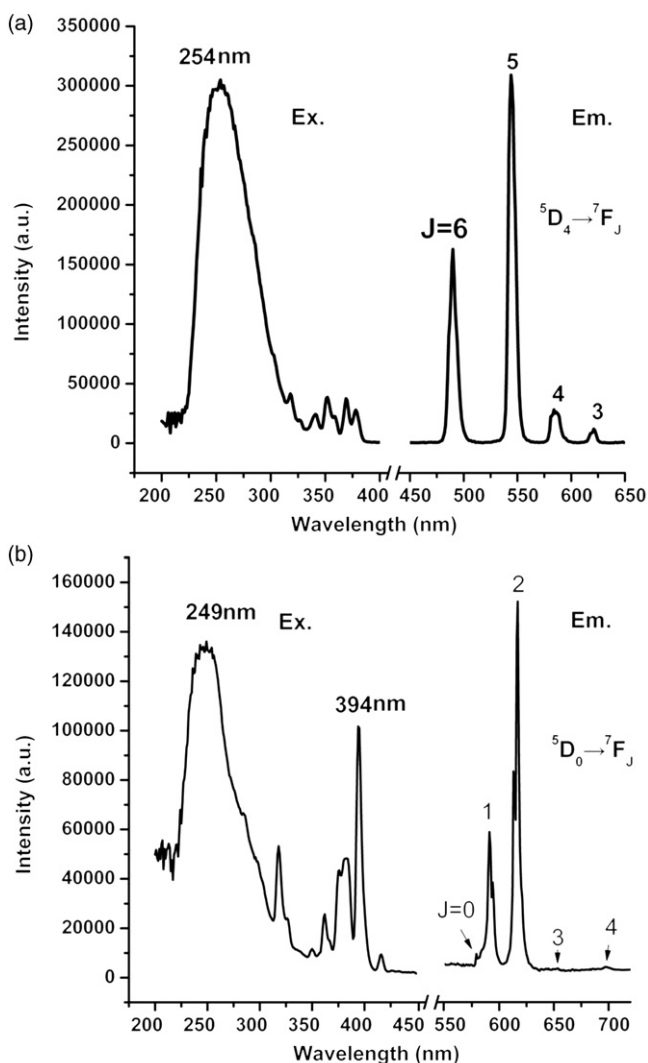 (a)
350000
300000
250000
200000
150000
100000
50000
0
Intensity (a.u.)
254nm
Ex.
5
Em.
⁵D₄→⁷F_J
J=6
4
3
200 250 300 350 400 450 500 550 600 650
Wavelength (nm)
(b)
160000
140000
120000
100000
80000
60000
40000
20000
0
Intensity (a.u.)
249nm
Ex.
394nm
2
Em.
⁵D₀→⁷F_J
1
J=0
3
4
200 250 300 350 400 450 550 600 650 700
Wavelength (nm)